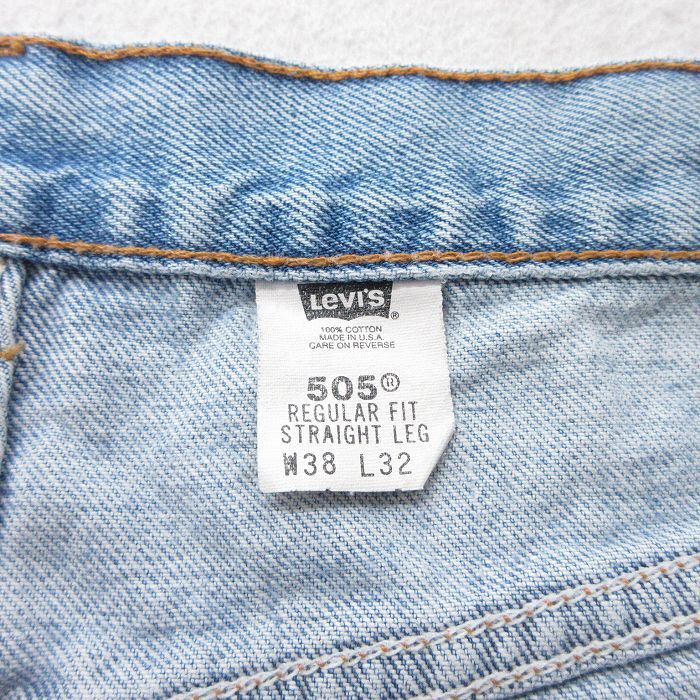 Levi's ®
100% COTTON
MADE IN U.S.A.
CARE ON REVERSE
505®
REGULAR FIT
STRAIGHT LEG
W38 L32